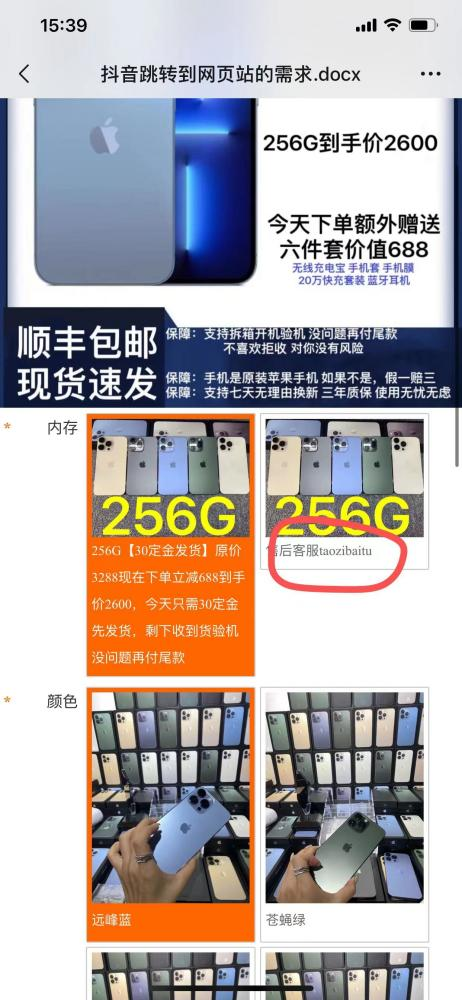 15:39
抖音跳转到网页站的需求.docx
256G到手价2600
今天下单额外赠送
六件套价值688
无线充电宝 手机套 手机膜
20万快充套装 蓝牙耳机
顺丰包邮
现货速发
保障：支持拆箱开机验机 没问题再付尾款
不喜欢拒收 对你没有风险
保障：手机是原装苹果手机 如果不是，假一赔三
保障：支持七天无理由换新 三年质保 使用无忧无虑
* 内存
256G
256G【30定金发货】原价
3288现在下单立减688到手
价2600，今天只需30定金
先发货，剩下收到货验机
没问题再付尾款
256G
售后客服taozibaitu
* 颜色
远峰蓝
苍蝇绿